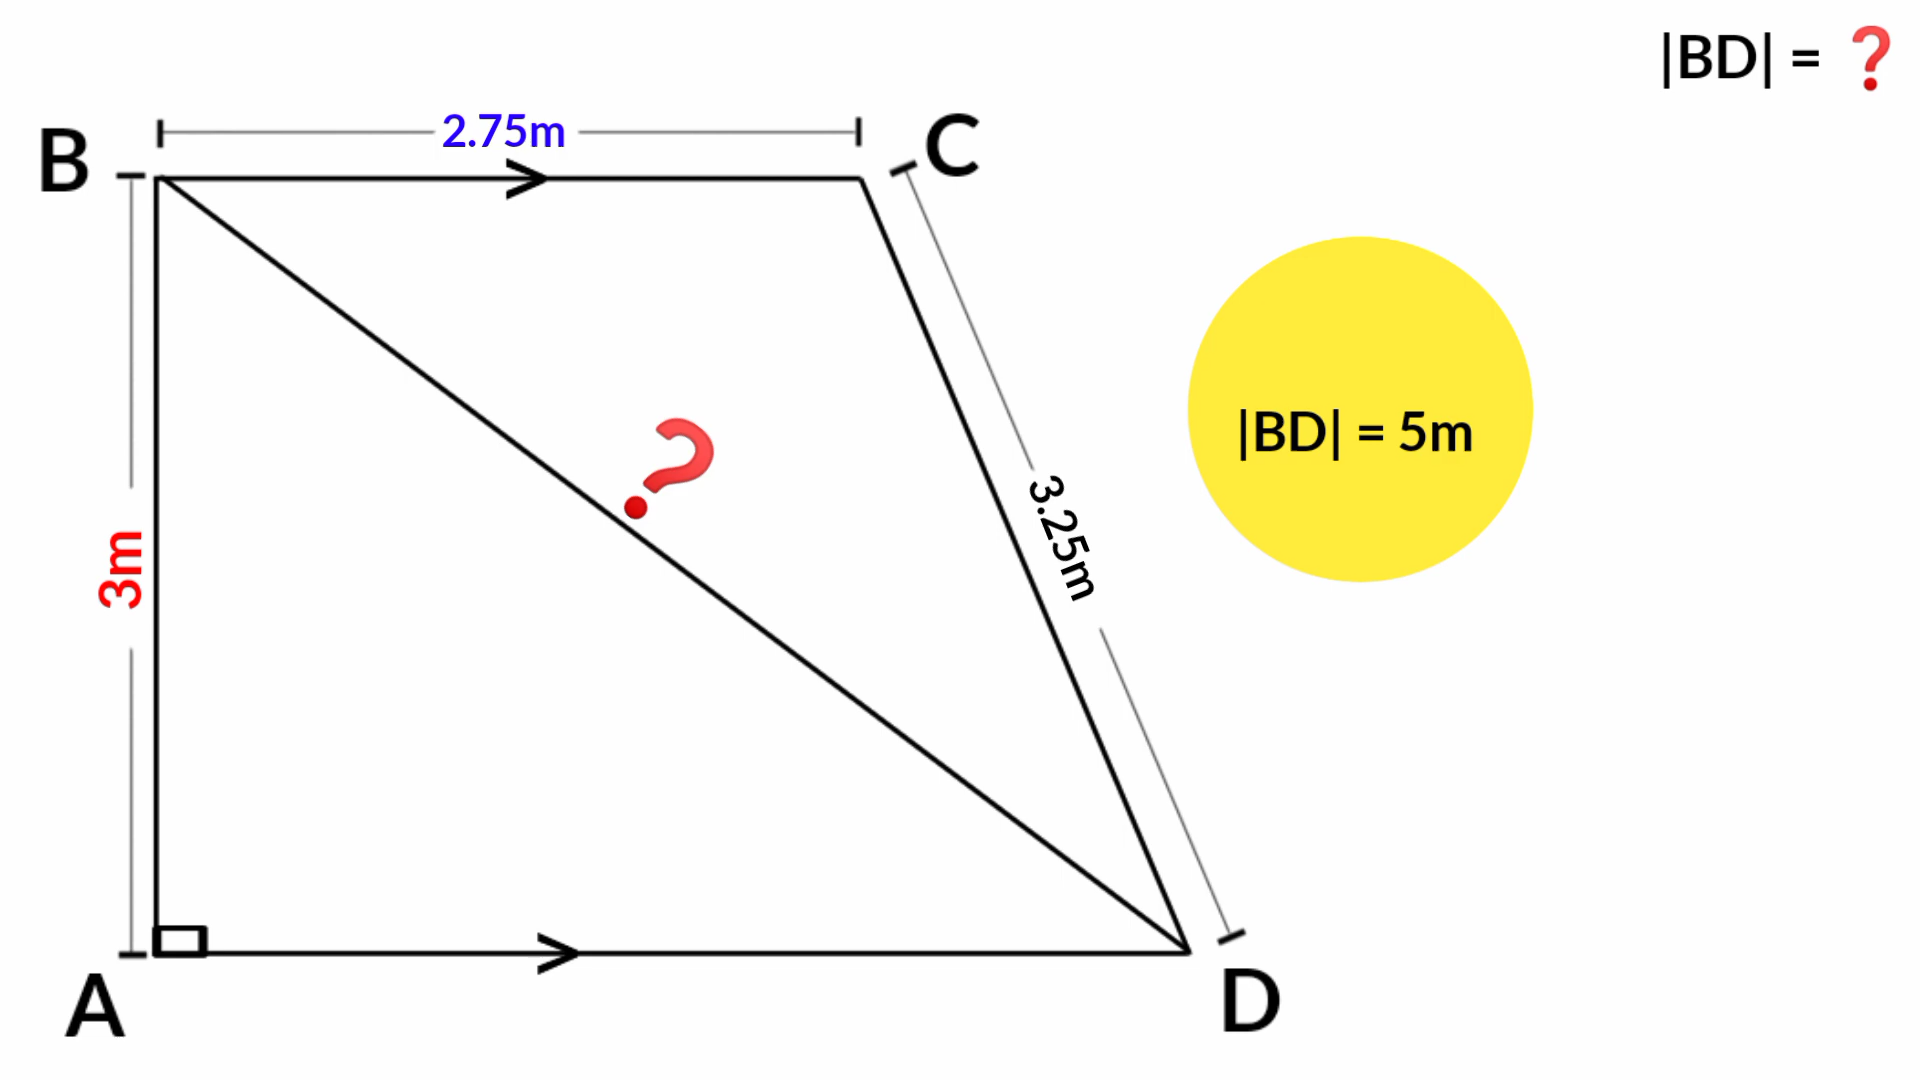 |BD| = ❓
B
2.75m
C
3m
❓
3.25m
|BD| = 5m
A
D